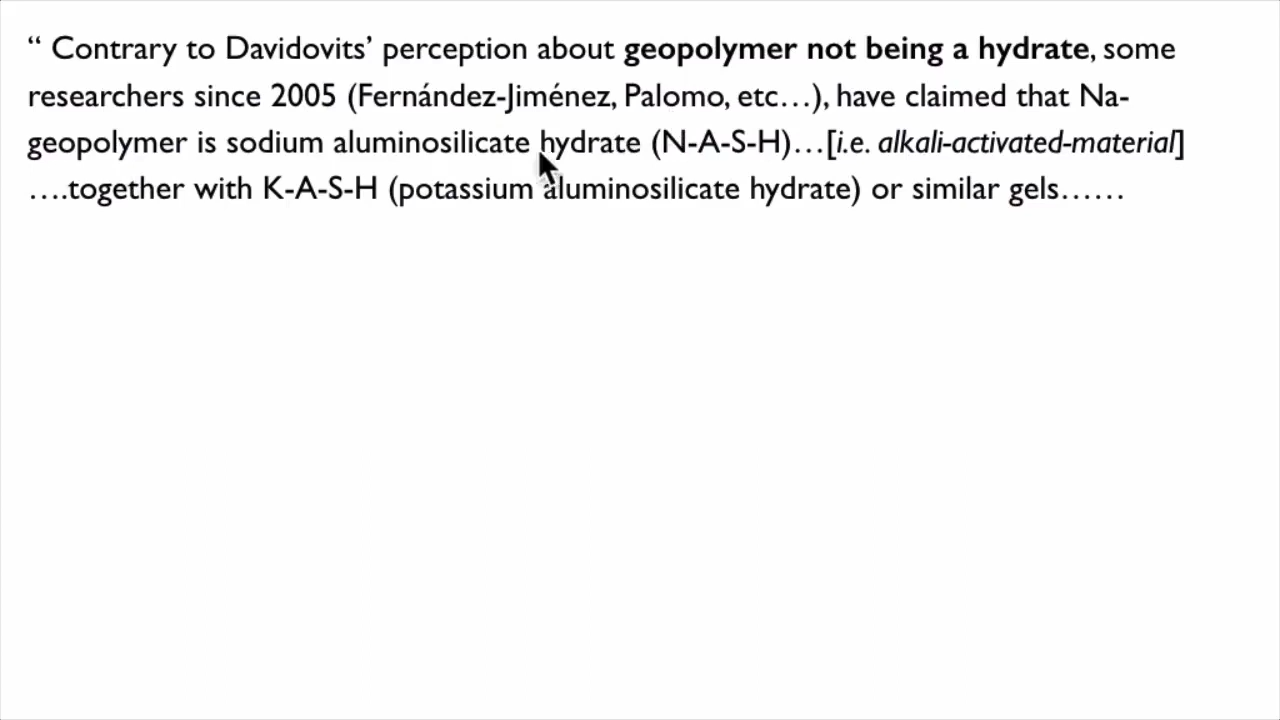 “ Contrary to Davidovits’ perception about geopolymer not being a hydrate, some
researchers since 2005 (Fernández-Jiménez, Palomo, etc…), have claimed that Na-
geopolymer is sodium aluminosilicate hydrate (N-A-S-H)…[i.e. alkali-activated-material]
….together with K-A-S-H (potassium aluminosilicate hydrate) or similar gels……